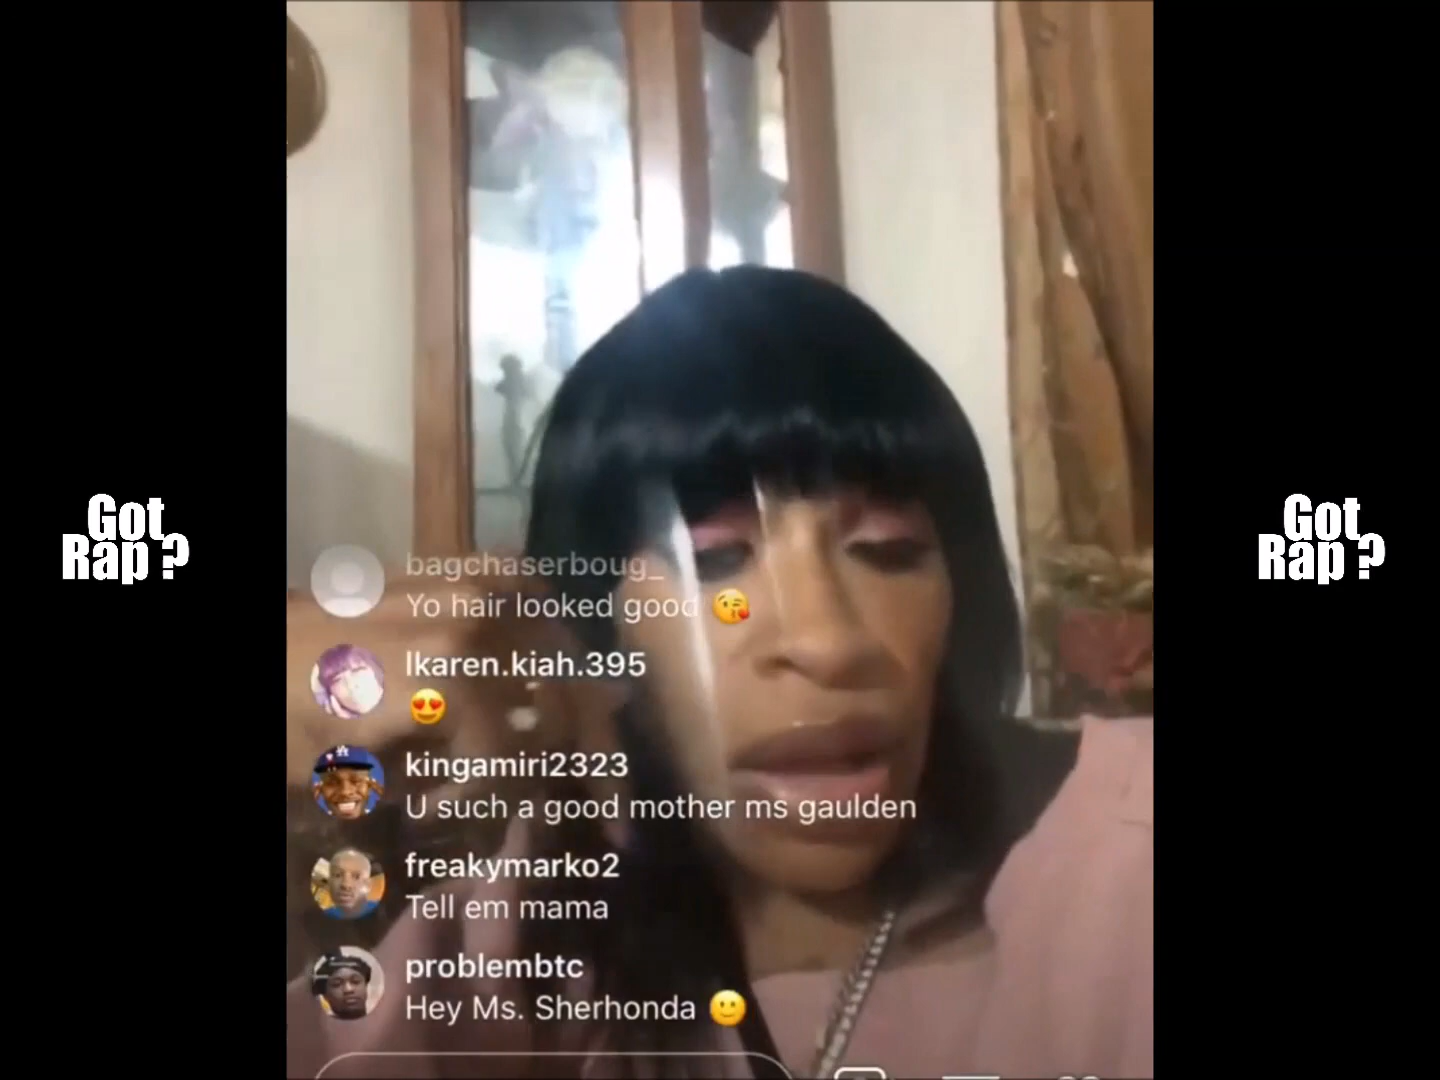 Got
Rap ?
bagchaserboug_
Yo hair looked good 😘
lkaren.kiah.395
😍
kingamiri2323
U such a good mother ms gaulden
freakymarko2
Tell em mama
problembtc
Hey Ms. Sherhonda 🙂
Got
Rap ?